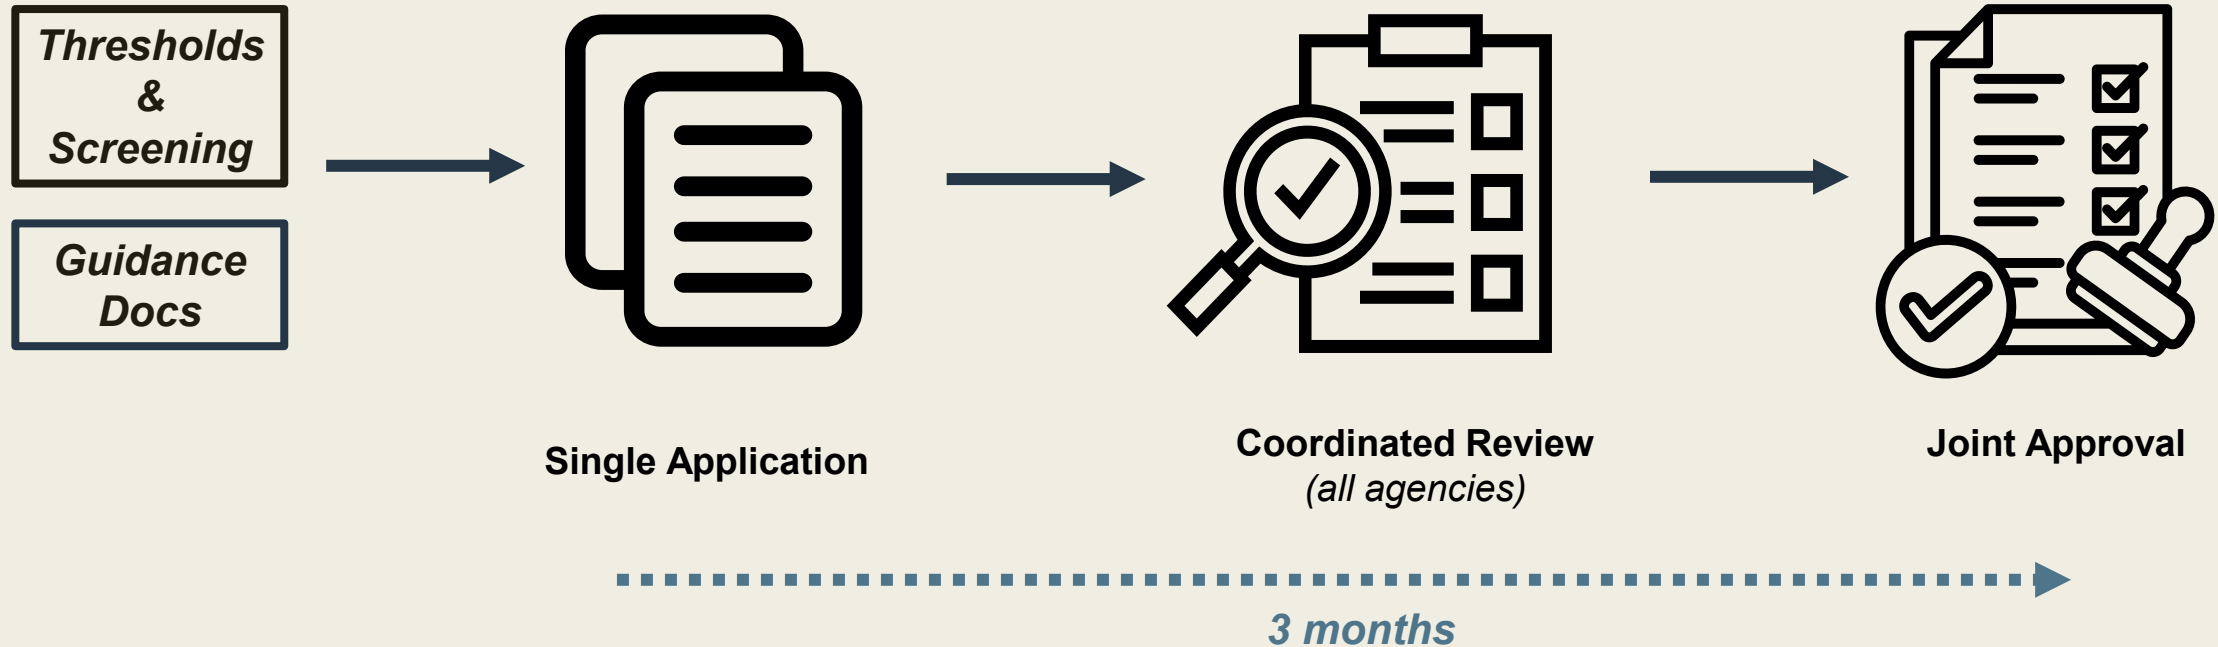 Thresholds
&
Screening
Guidance
Docs
Single Application
Coordinated Review
(all agencies)
Joint Approval
3 months